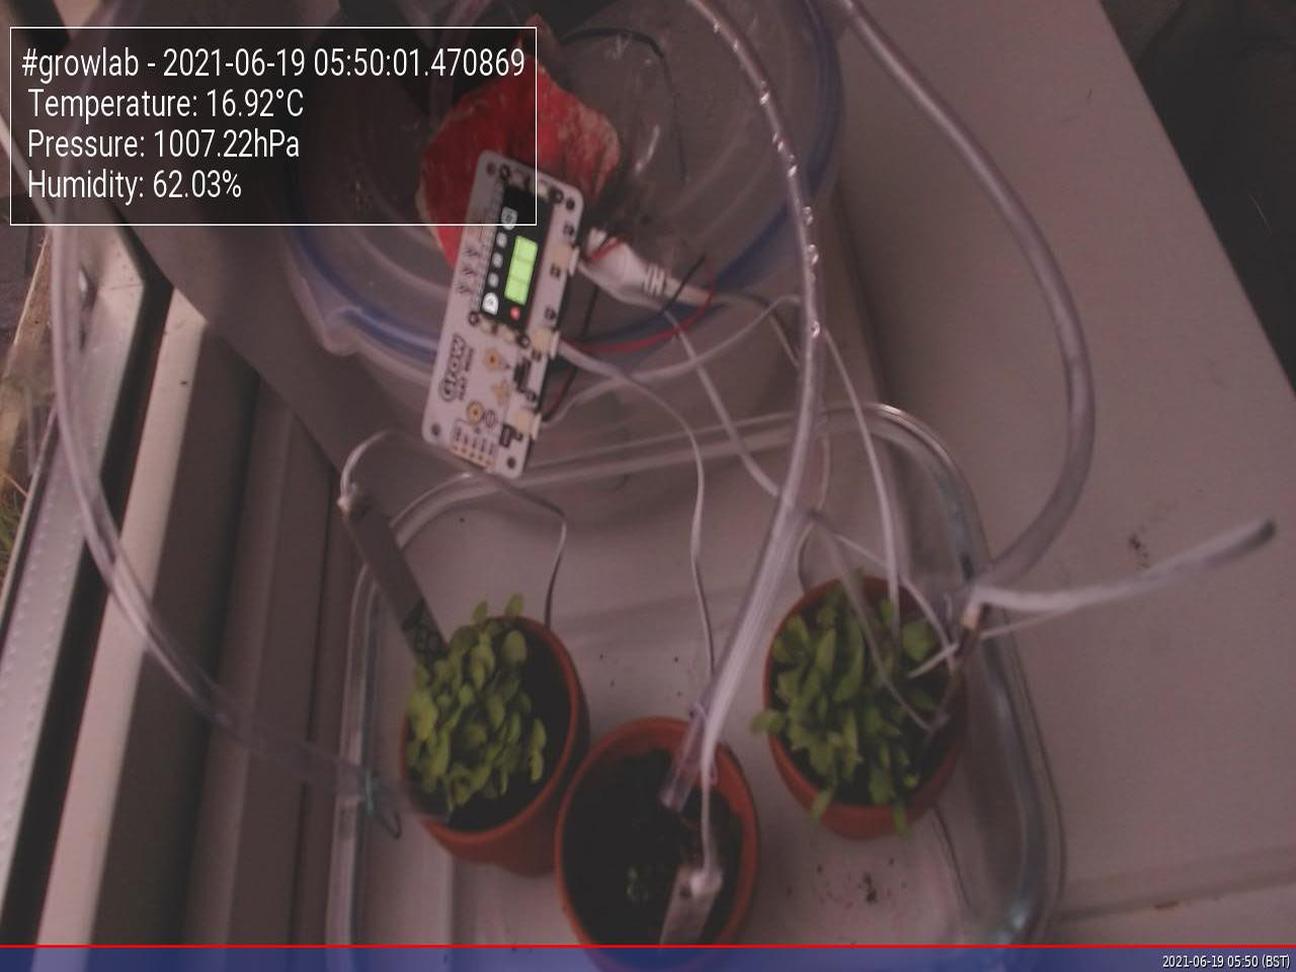 #growlab - 2021-06-19 05:50:01.470869
Temperature: 16.92°C
Pressure: 1007.22hPa
Humidity: 62.03%
Grow
2021-06-19 05:50 (BST)